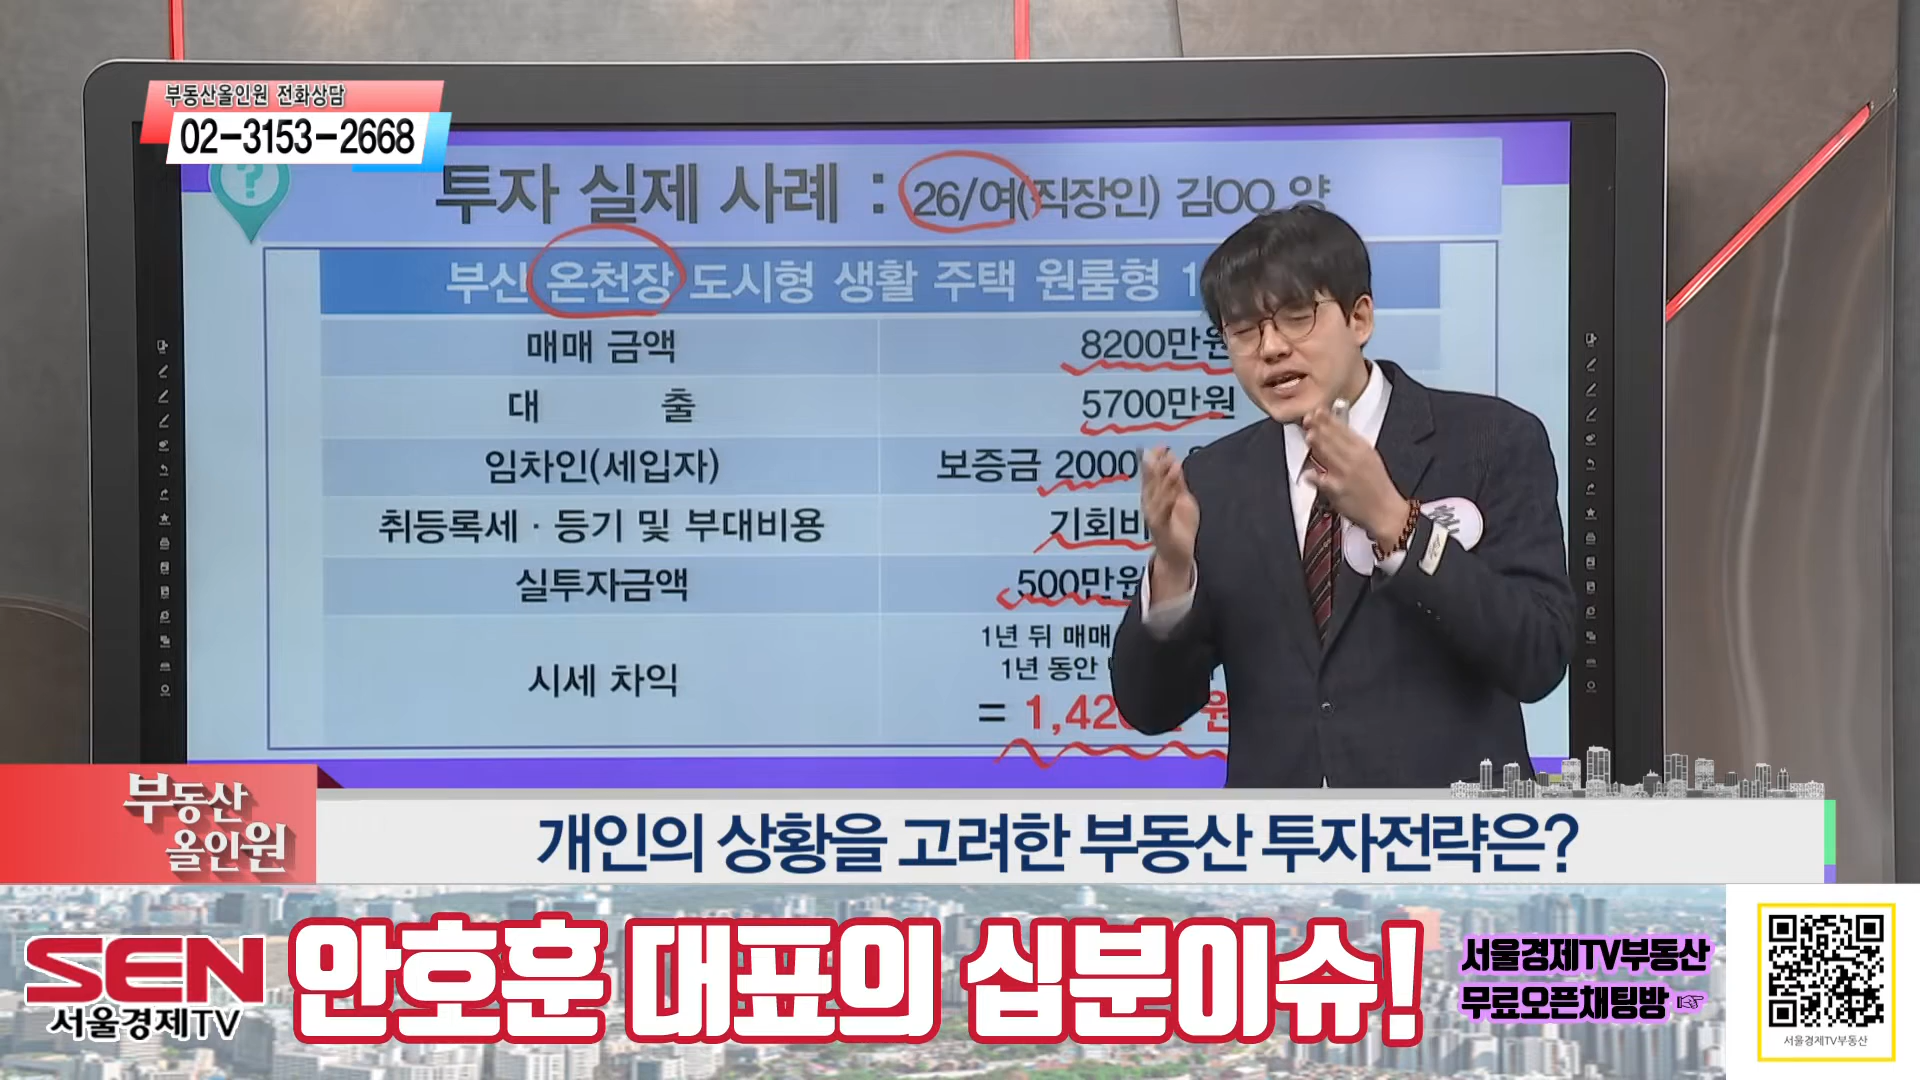 부동산올인원 전화상담
02-3153-2668
?
투자 실제 사례 : 26/여(직장인) 김OO 양
부산 온천장 도시형 생활 주택 원룸형
매매 금액 8200만원
대 출 5700만원
임차인(세입자) 보증금 2000
취등록세 · 등기 및 부대비용
실투자금액 500만원
시세 차익
1년 뒤 매매
1년 동안
=
부동산
올인원
개인의 상황을 고려한 부동산 투자전략은?
SEN
서울경제TV
안호훈 대표의 십분이슈!
서울경제TV부동산
무료오픈채팅방 ☞
서울경제TV부동산